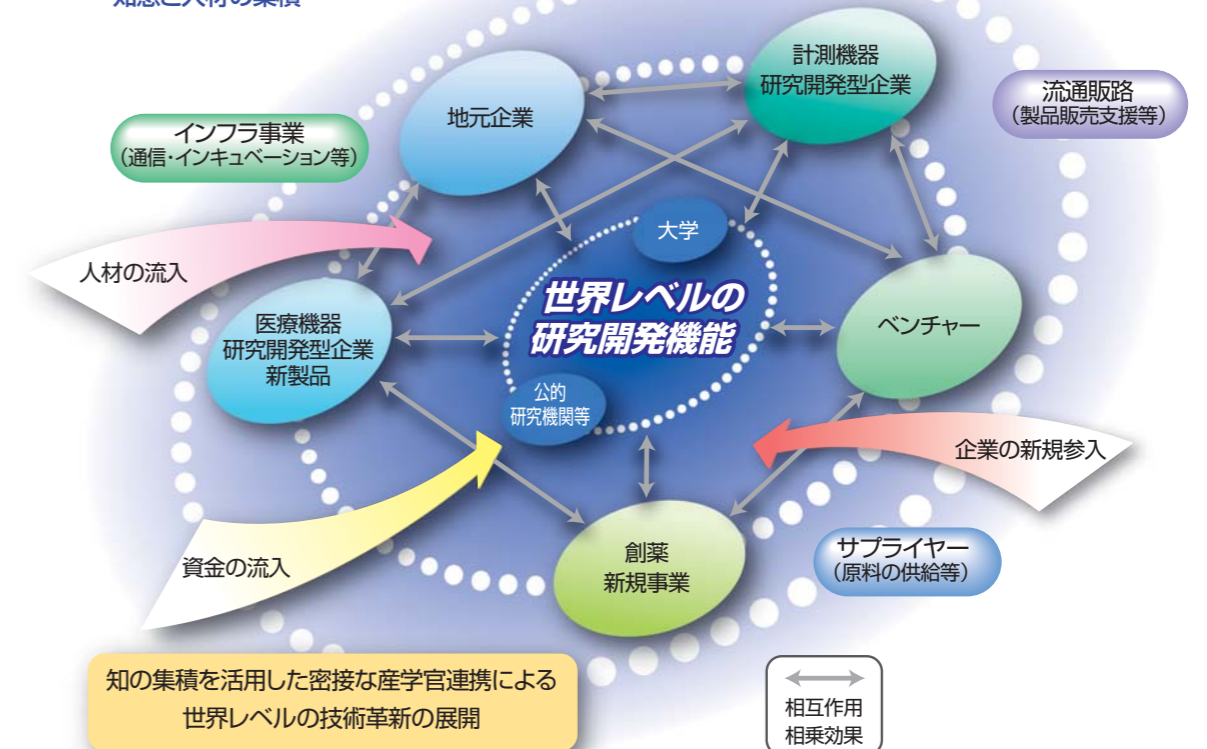 計測機器
研究開発型企業
地元企業
流通販路
（製品販売支援等）
インフラ事業
（通信・インキュベーション等）
大学
人材の流入
世界レベルの
研究開発機能
医療機器
研究開発型企業
新製品
ベンチャー
公的
研究機関等
企業の新規参入
資金の流入
創薬
新規事業
サプライヤー
（原料の供給等）
知の集積を活用した密接な産学官連携による
世界レベルの技術革新の展開
相互作用
相乗効果